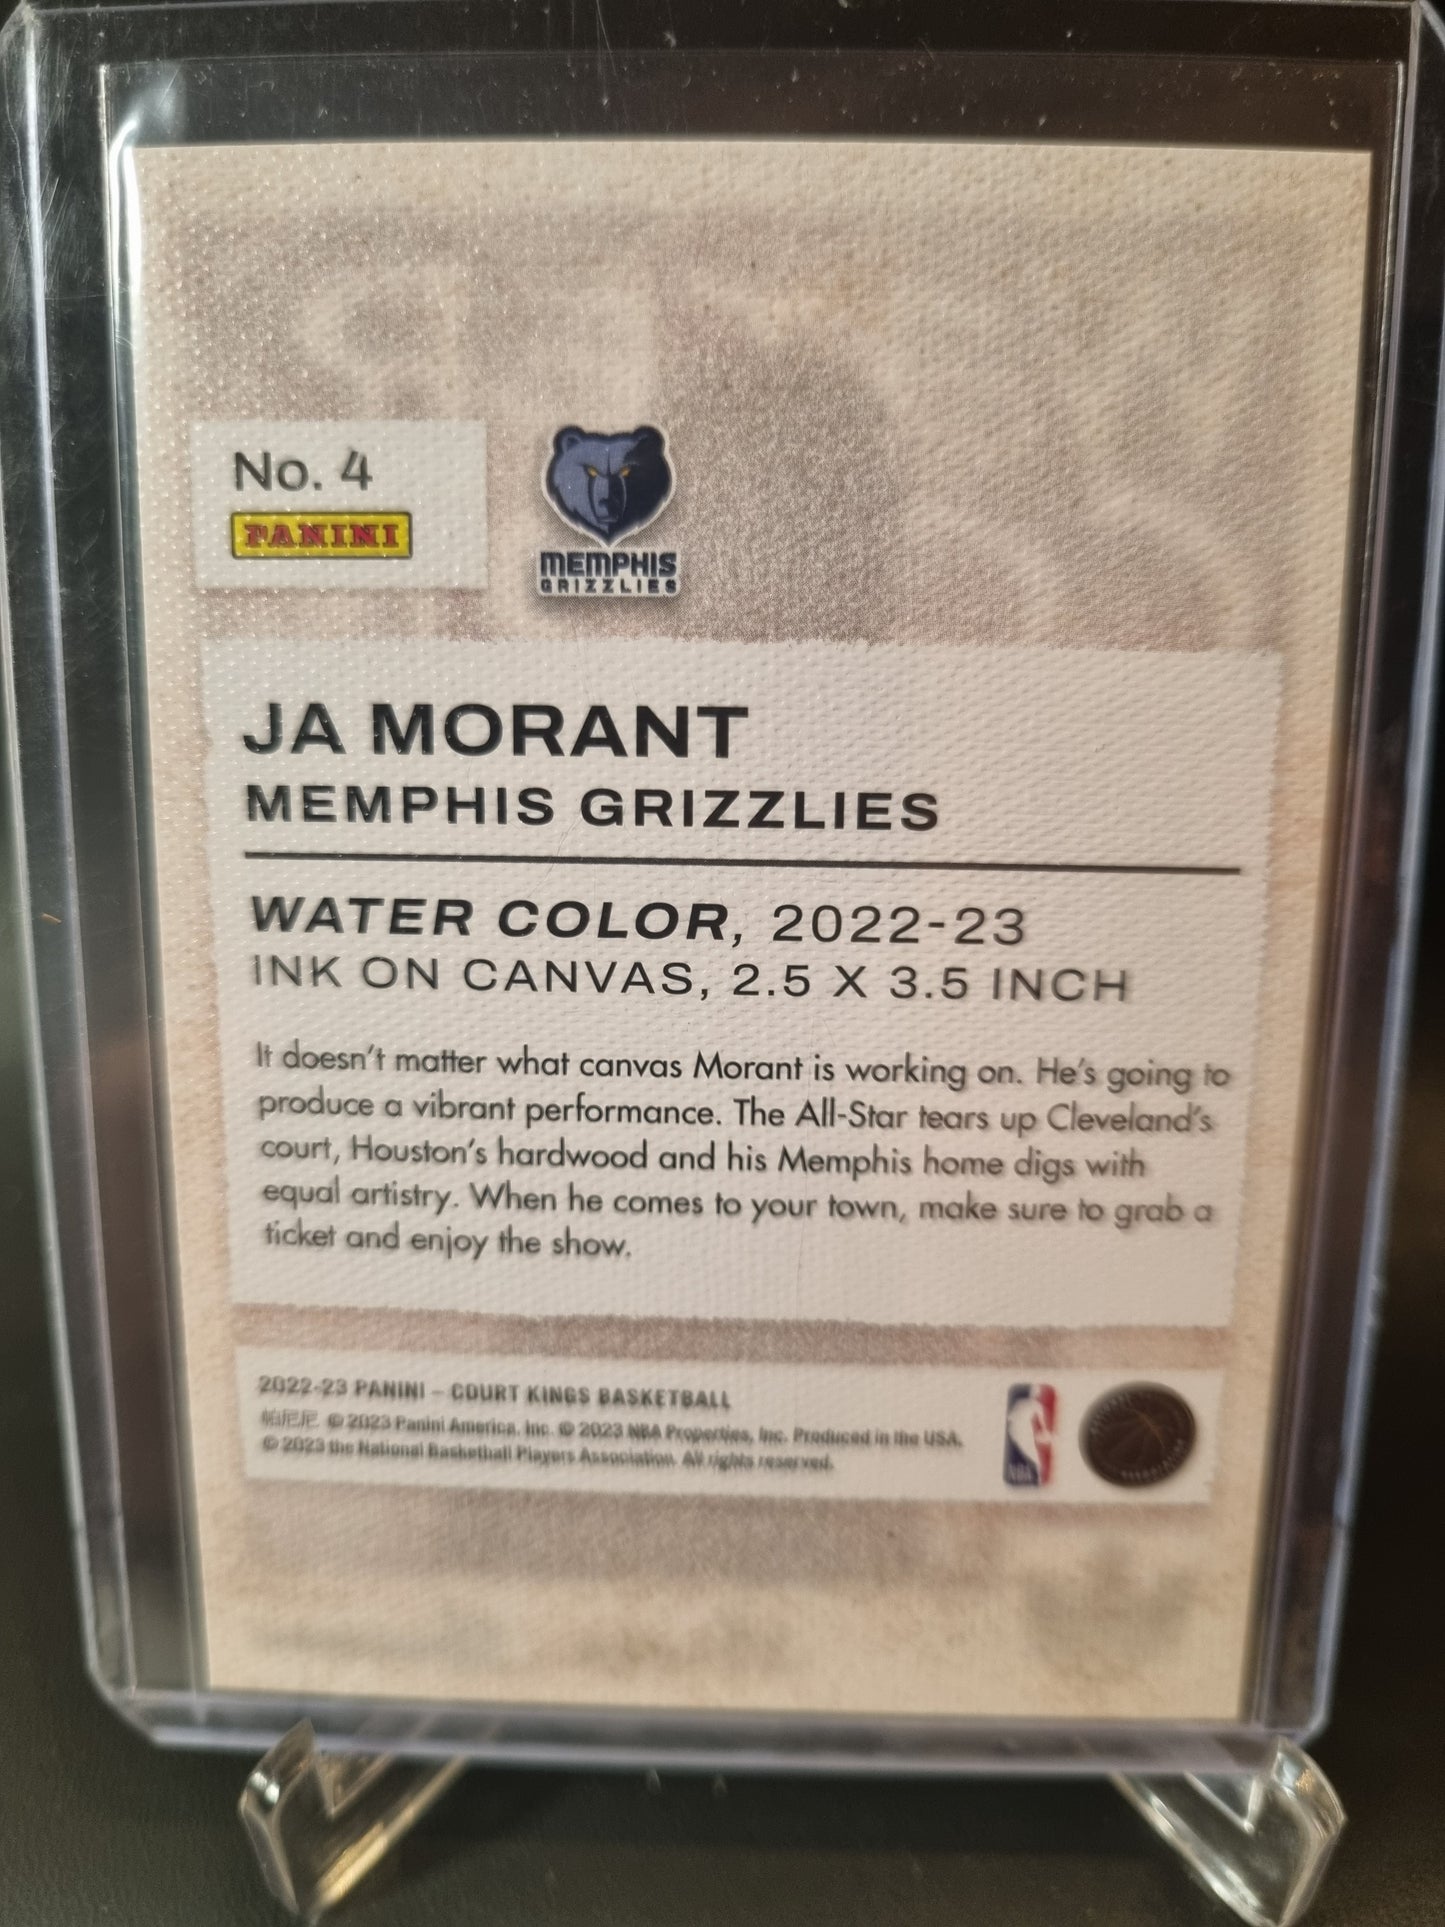 No. 4
PANINI
MEMPHIS
GRIZZLIES
JA MORANT
MEMPHIS GRIZZLIES
WATER COLOR, 2022-23
INK ON CANVAS, 2.5 X 3.5 INCH
It doesn't matter what canvas Morant is working on. He's going to
produce a vibrant performance. The All-Star tears up Cleveland's
court, Houston's hardwood and his Memphis home digs with
equal artistry. When he comes to your town, make sure to grab a
ticket and enjoy the show.
2022-23 PANINI – COURT KINGS BASKETBALL
帕尼尼 © 2023 Panini America, Inc. © 2023 NBA Properties, Inc. Produced in the USA.
© 2023 the National Basketball Players Association. All rights reserved.
NBA